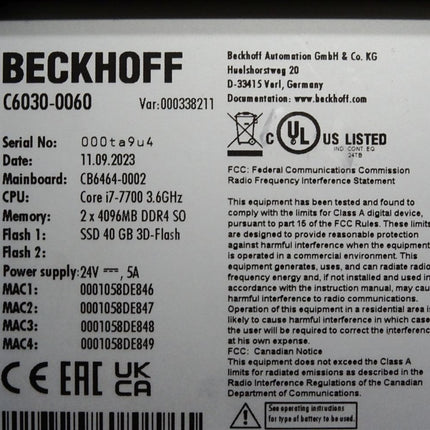 BECKHOFF
C6030-0060 Var:000338211
Serial No: 000ta9u4
Date: 11.09.2023
Mainboard: CB6464-0002
CPU: Core i7-7700 3.6GHz
Memory: 2 x 4096MB DDR4 SO
Flash 1: SSD 40 GB 3D-Flash
Flash 2:
Power supply: 24V ⎓, 5A
MAC1: 0001058DE846
MAC2: 0001058DE847
MAC3: 0001058DE848
MAC4: 0001058DE849
CE EAC UK
CA
Beckhoff Automation GmbH & Co. KG
Huelshorstweg 20
D-33415 Verl, Germany
Documentation: www.beckhoff.com
C UL US LISTED
IND. CONT. EQ
24TB
FCC: Federal Communications Commission
Radio Frequency Interference Statement
This equipment has been tested and found to
comply with the limits for Class A digital device,
pursuant to part 15 of the FCC Rules. These limits
are designed to provide reasonable protection
against harmful interference when the equipment
is operated in a commercial environment. This
equipment generates, uses, and can radiate radio
frequency energy and, if not installed and used in
accordance with the instruction manual, may cau
harmful interference to radio communications.
Operation of this equipment in a residential area is
likely to cause harmful interference in which case
the user will be required to correct the interferenc
at his own expense.
FCC: Canadian Notice
This equipment does not exceed the Class A
limits for radiated emissions as described in the
Radio Interference Regulations of the Canadian
Department of Communications.
See operating instructions
for type of battery to be used.